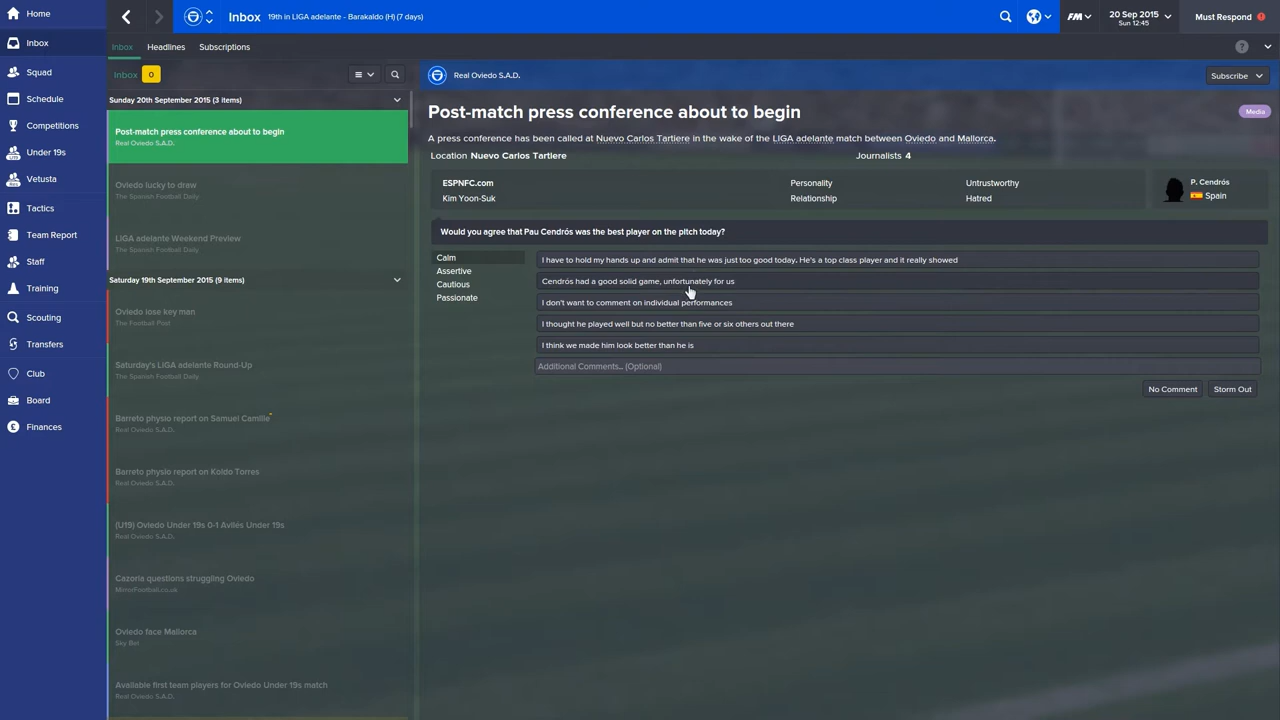 Home
Inbox
Squad
Schedule
Competitions
Under 19s
Vetusta
Tactics
Team Report
Staff
Training
Scouting
Transfers
Club
Board
Finances
Inbox 19th in LIGA adelante - Barakaldo (H) (7 days)
FM
20 Sep 2015
Sun 12:45
Must Respond
Inbox Headlines Subscriptions
Inbox 0
Sunday 20th September 2015 (3 items)
Post-match press conference about to begin
Real Oviedo S.A.D.
Oviedo lucky to draw
The Spanish Football Daily
LIGA adelante Weekend Preview
The Spanish Football Daily
Saturday 19th September 2015 (9 items)
Oviedo lose key man
The Football Post
Saturday's LIGA adelante Round-Up
The Spanish Football Daily
Barreto physio report on Samuel Camille
Real Oviedo S.A.D.
Barreto physio report on Koldo Torres
Real Oviedo S.A.D.
(U19) Oviedo Under 19s 0-1 Avilés Under 19s
Real Oviedo S.A.D.
Cazorla questions struggling Oviedo
MirrorFootball.co.uk
Oviedo face Mallorca
Sky Bet
Available first team players for Oviedo Under 19s match
Real Oviedo S.A.D.
Real Oviedo S.A.D.
Subscribe
Post-match press conference about to begin
Media
A press conference has been called at Nuevo Carlos Tartiere in the wake of the LIGA adelante match between Oviedo and Mallorca.
Location Nuevo Carlos Tartiere Journalists 4
ESPNFC.com Personality Untrustworthy
Kim Yoon-Suk Relationship Hatred
P. Cendrós
Spain
Would you agree that Pau Cendrós was the best player on the pitch today?
Calm
Assertive
Cautious
Passionate
I have to hold my hands up and admit that he was just too good today. He's a top class player and it really showed
Cendrós had a good solid game, unfortunately for us
I don't want to comment on individual performances
I thought he played well but no better than five or six others out there
I think we made him look better than he is
Additional Comments... (Optional)
No Comment Storm Out